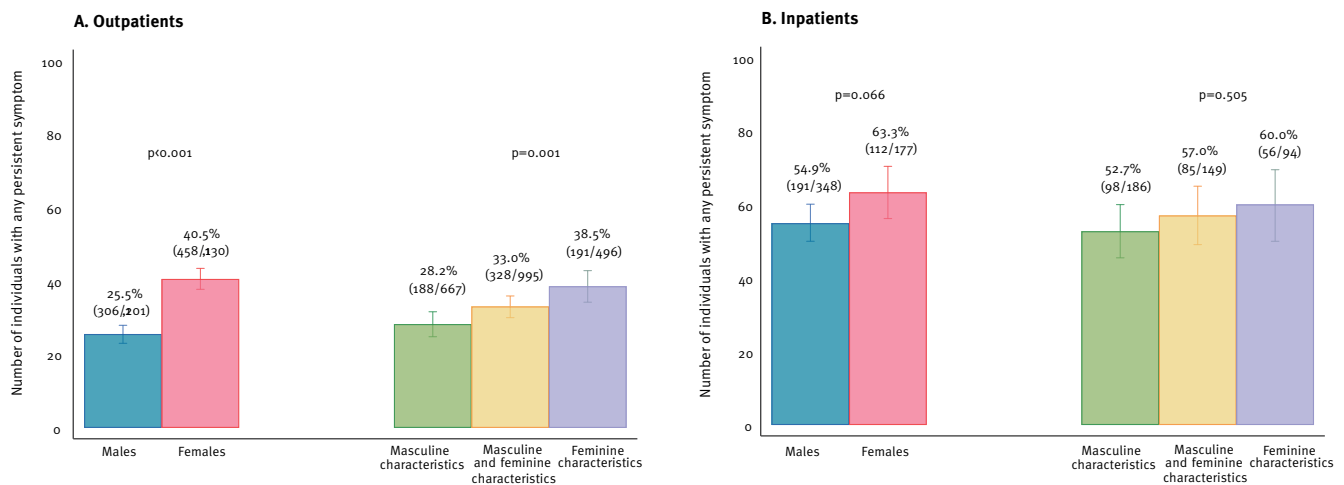 A. Outpatients
Number of individuals with any persistent symptom
100
80
60
40
20
0
p<0.001
p=0.001
25.5%
(306/1,201)
40.5%
(458/1,130)
28.2%
(188/667)
33.0%
(328/995)
38.5%
(191/496)
Males
Females
Masculine
characteristics
Masculine
and feminine
characteristics
Feminine
characteristics
B. Inpatients
Number of individuals with any persistent symptom
100
80
60
40
20
0
p=0.066
p=0.505
54.9%
(191/348)
63.3%
(112/177)
52.7%
(98/186)
57.0%
(85/149)
60.0%
(56/94)
Males
Females
Masculine
characteristics
Masculine
and feminine
characteristics
Feminine
characteristics